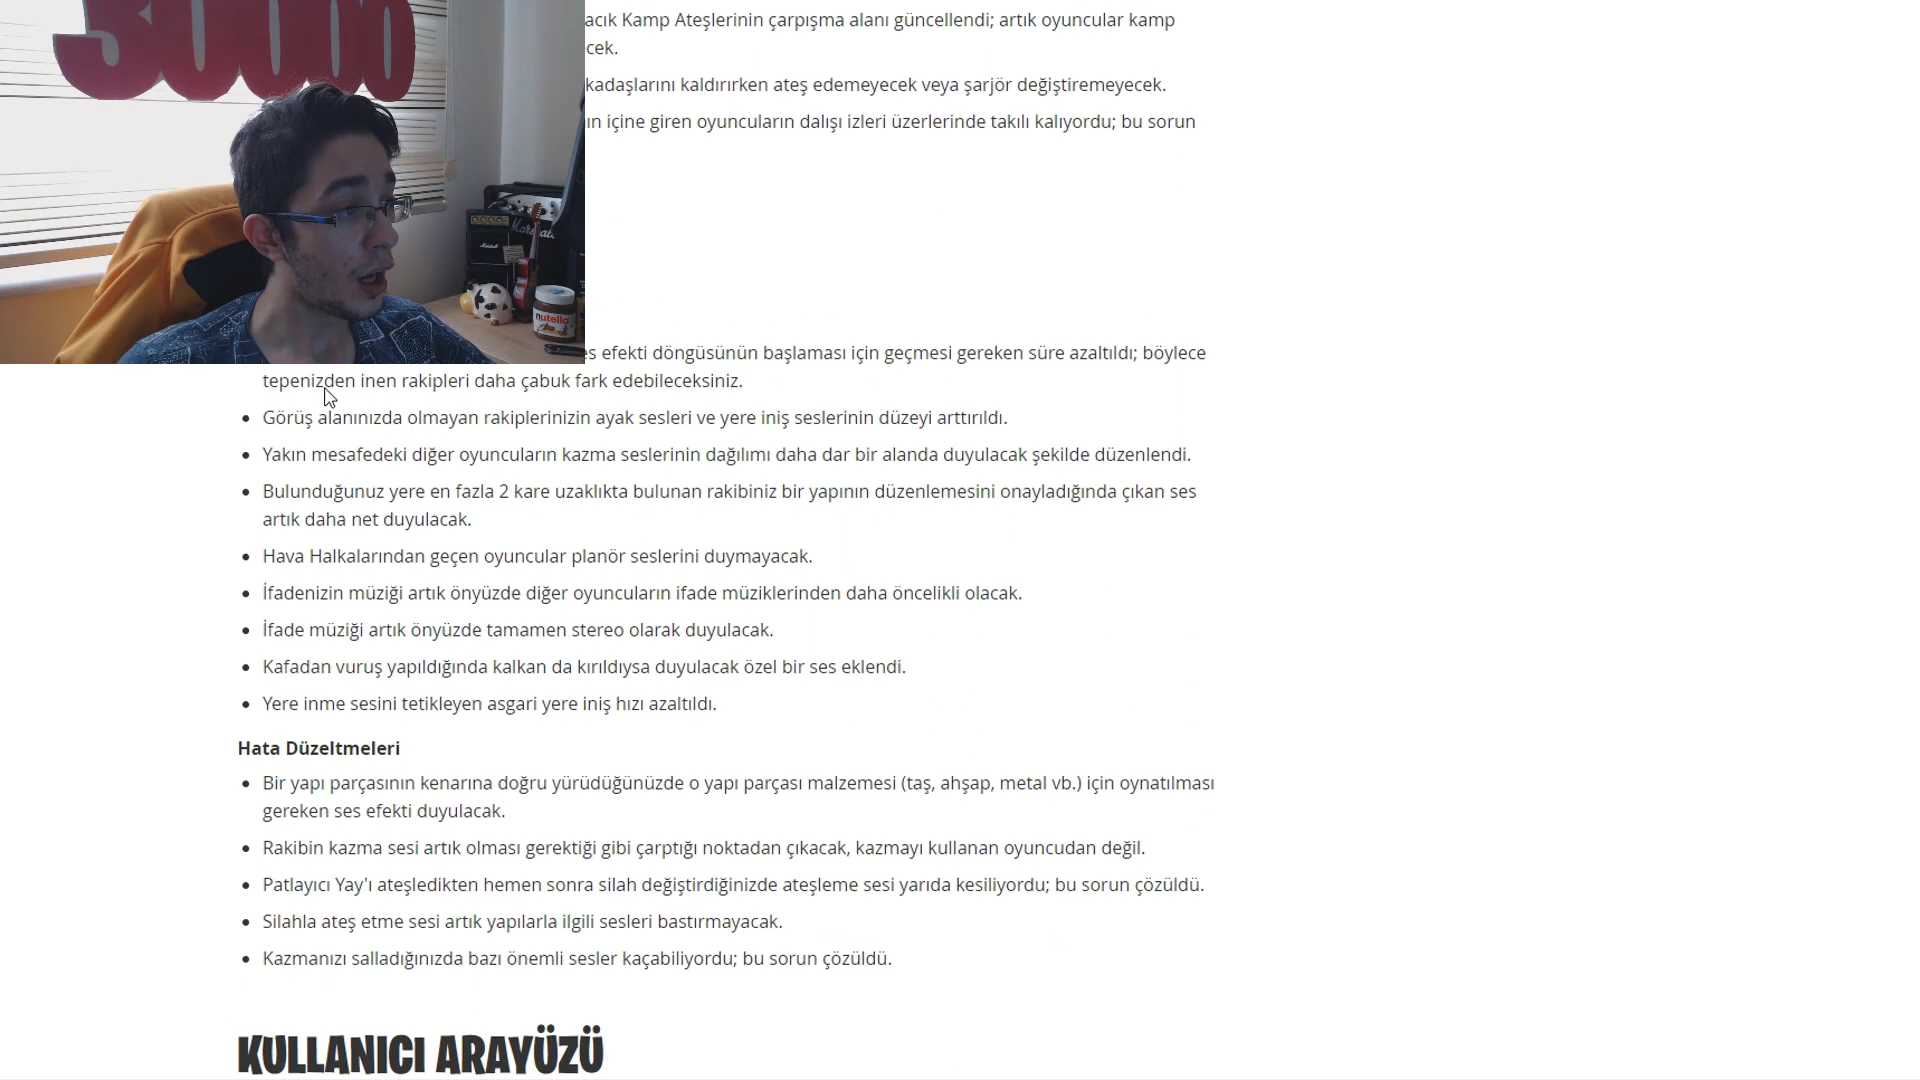 30000
acık Kamp Ateşlerinin çarpışma alanı güncellendi; artık oyuncular kamp
cek.
kadaşlarını kaldırırken ateş edemeyecek veya şarjör değiştiremeyecek.
ın içine giren oyuncuların dalışı izleri üzerlerinde takılı kalıyordu; bu sorun
Marshall
Marshall
nutella
es efekti döngüsünün başlaması için geçmesi gereken süre azaltıldı; böylece
tepenizden inen rakipleri daha çabuk fark edebileceksiniz.
• Görüş alanınızda olmayan rakiplerinizin ayak sesleri ve yere iniş seslerinin düzeyi arttırıldı.
• Yakın mesafedeki diğer oyuncuların kazma seslerinin dağılımı daha dar bir alanda duyulacak şekilde düzenlendi.
• Bulunduğunuz yere en fazla 2 kare uzaklıkta bulunan rakibiniz bir yapının düzenlemesini onayladığında çıkan ses
artık daha net duyulacak.
• Hava Halkalarından geçen oyuncular planör seslerini duymayacak.
• İfadenizin müziği artık önyüzde diğer oyuncuların ifade müziklerinden daha öncelikli olacak.
• İfade müziği artık önyüzde tamamen stereo olarak duyulacak.
• Kafadan vuruş yapıldığında kalkan da kırıldıysa duyulacak özel bir ses eklendi.
• Yere inme sesini tetikleyen asgari yere iniş hızı azaltıldı.
Hata Düzeltmeleri
• Bir yapı parçasının kenarına doğru yürüdüğünüzde o yapı parçası malzemesi (taş, ahşap, metal vb.) için oynatılması
gereken ses efekti duyulacak.
• Rakibin kazma sesi artık olması gerektiği gibi çarptığı noktadan çıkacak, kazmayı kullanan oyuncudan değil.
• Patlayıcı Yay'ı ateşledikten hemen sonra silah değiştirdiğinizde ateşleme sesi yarıda kesiliyordu; bu sorun çözüldü.
• Silahla ateş etme sesi artık yapılarla ilgili sesleri bastırmayacak.
• Kazmanızı salladığınızda bazı önemli sesler kaçabiliyordu; bu sorun çözüldü.
KULLANICI ARAYÜZÜ